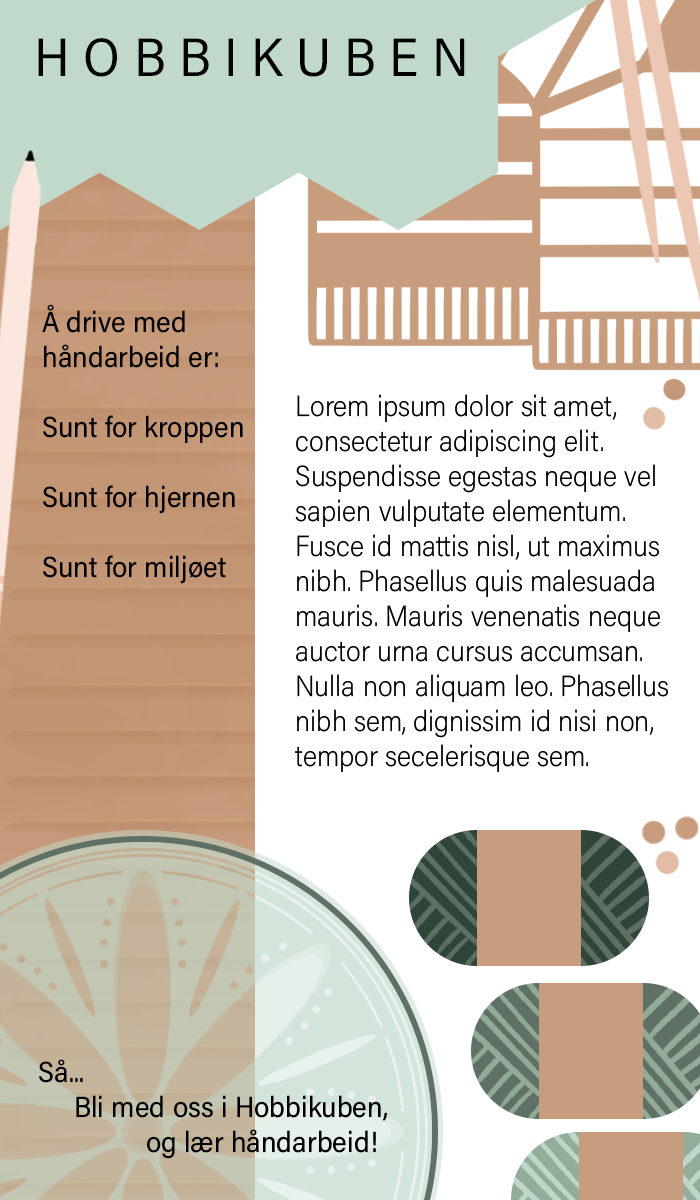 HOBBIKUBEN
Å drive med
håndarbeid er:
Sunt for kroppen
Sunt for hjernen
Sunt for miljøet
Lorem ipsum dolor sit amet,
consectetur adipiscing elit.
Suspendisse egestas neque vel
sapien vulputate elementum.
Fusce id mattis nisl, ut maximus
nibh. Phasellus quis malesuada
mauris. Mauris venenatis neque
auctor urna cursus accumsan.
Nulla non aliquam leo. Phasellus
nibh sem, dignissim id nisi non,
tempor secelerisque sem.
Så...
Bli med oss i Hobbikuben,
og lær håndarbeid!